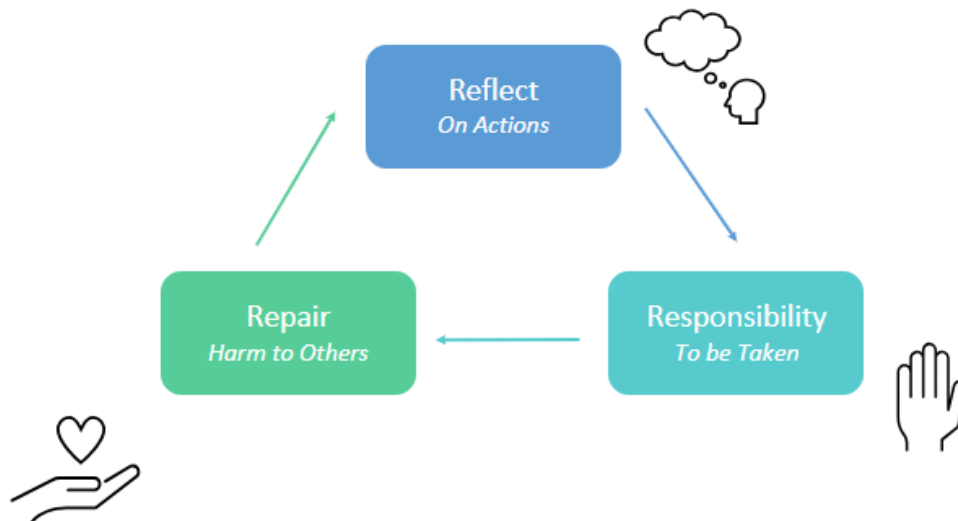 Reflect
On Actions
Repair
Harm to Others
Responsibility
To be Taken